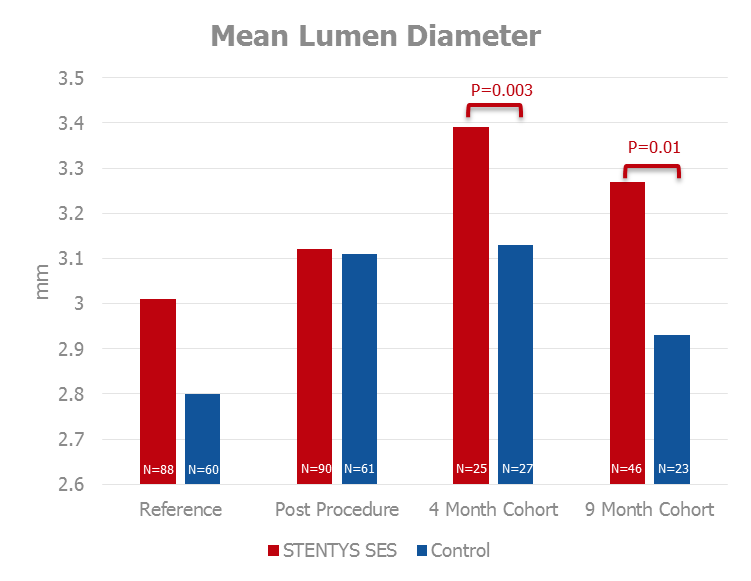 Mean Lumen Diameter
3.5
3.4
3.3
3.2
3.1
3
2.9
2.8
2.7
2.6
mm
P=0.003
P=0.01
N=88 N=60 N=90 N=61 N=25 N=27 N=46 N=23
Reference Post Procedure 4 Month Cohort 9 Month Cohort
STENTYS SES Control